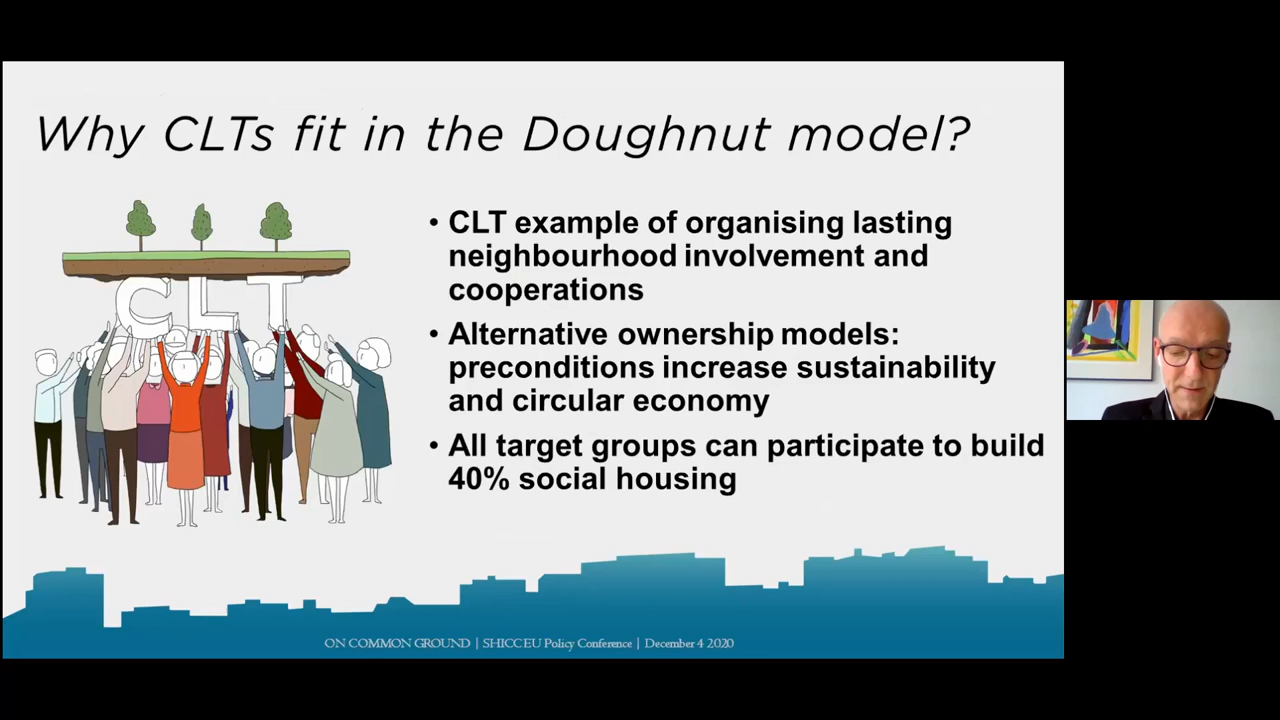 Why CLTs fit in the Doughnut model?
CLT
• CLT example of organising lasting
neighbourhood involvement and
cooperations
• Alternative ownership models:
preconditions increase sustainability
and circular economy
• All target groups can participate to build
40% social housing
ON COMMON GROUND | SHICC EU Policy Conference | December 4 2020